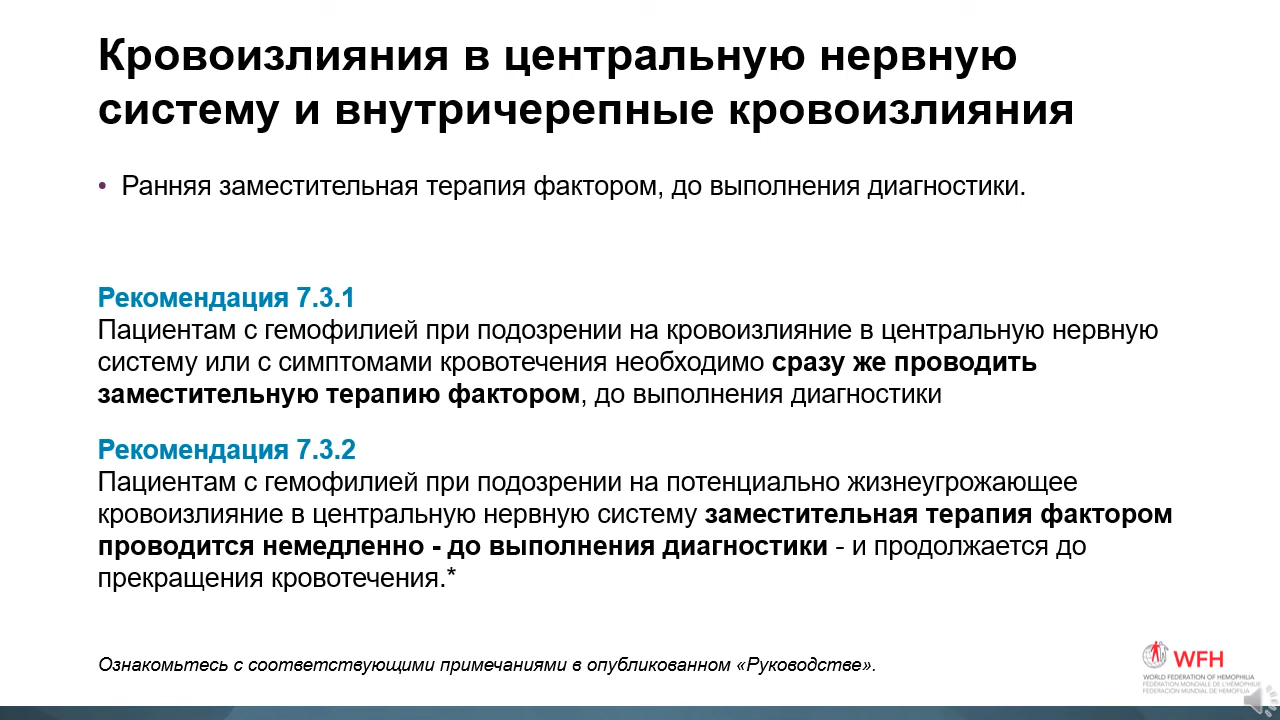 Кровоизлияния в центральную нервную
систему и внутричерепные кровоизлияния
• Ранняя заместительная терапия фактором, до выполнения диагностики.
Рекомендация 7.3.1
Пациентам с гемофилией при подозрении на кровоизлияние в центральную нервную
систему или с симптомами кровотечения необходимо сразу же проводить
заместительную терапию фактором, до выполнения диагностики
Рекомендация 7.3.2
Пациентам с гемофилией при подозрении на потенциально жизнеугрожающее
кровоизлияние в центральную нервную систему заместительная терапия фактором
проводится немедленно - до выполнения диагностики - и продолжается до
прекращения кровотечения.*
Ознакомьтесь с соответствующими примечаниями в опубликованном «Руководстве».
WFH
WORLD FEDERATION OF HEMOPHILIA
FÉDÉRATION MONDIALE DE L'HÉMOPHILIE
FEDERACIÓN MUNDIAL DE HEMOFILIA